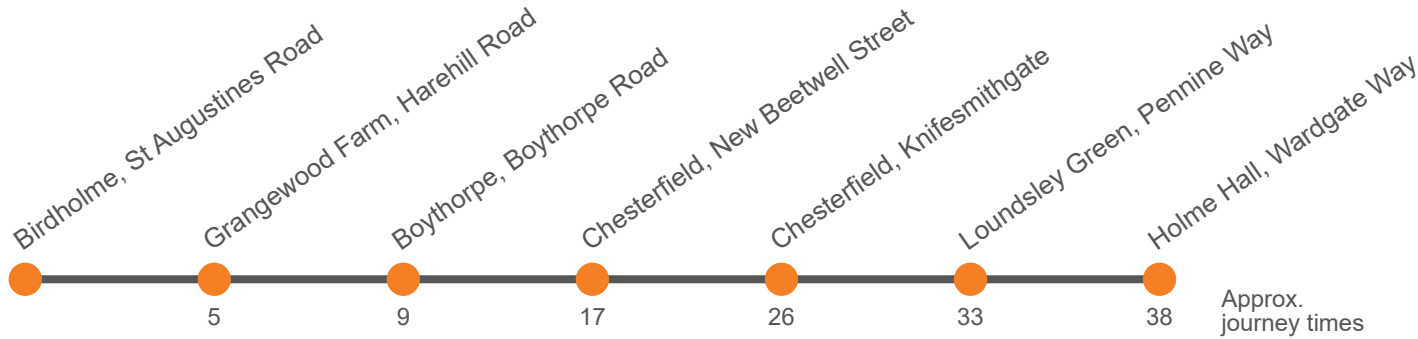 Birdholme, St Augustines Road
Grangewood Farm, Harehill Road
Boythorpe, Boythorpe Road
Chesterfield, New Beetwell Street
Chesterfield, Knifesmithgate
Loundsley Green, Pennine Way
Holme Hall, Wardgate Way
5
9
17
26
33
38
Approx.
journey times